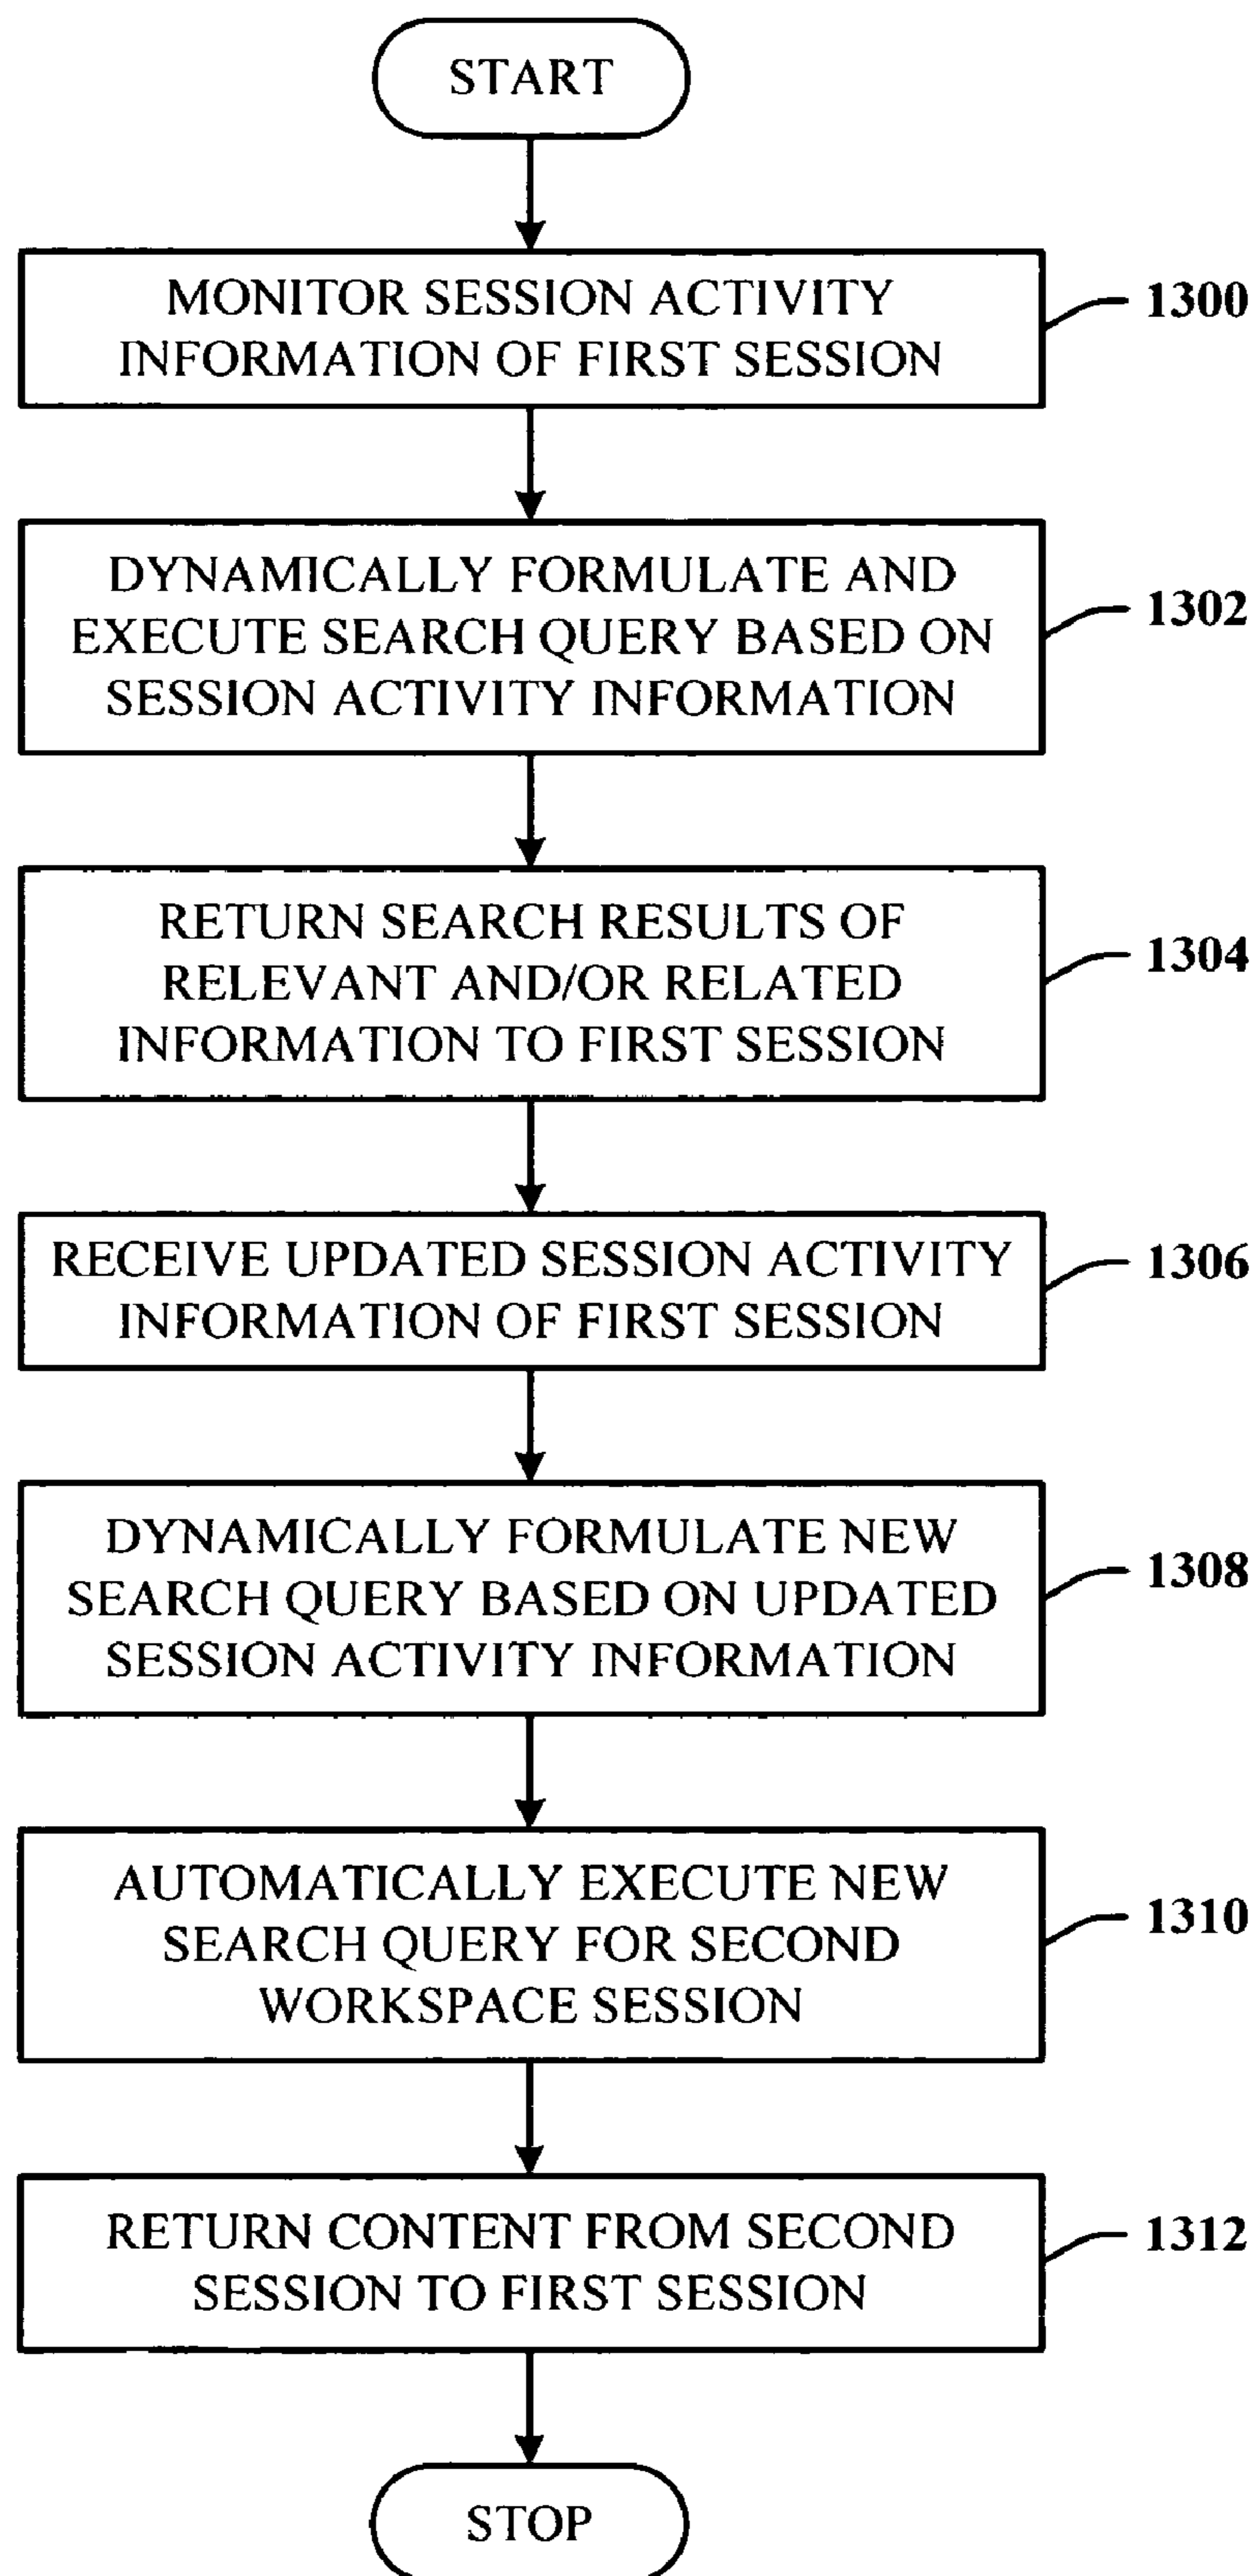 START
MONITOR SESSION ACTIVITY
INFORMATION OF FIRST SESSION
1300
DYNAMICALLY FORMULATE AND
EXECUTE SEARCH QUERY BASED ON
SESSION ACTIVITY INFORMATION
1302
RETURN SEARCH RESULTS OF
RELEVANT AND/OR RELATED
INFORMATION TO FIRST SESSION
1304
RECEIVE UPDATED SESSION ACTIVITY
INFORMATION OF FIRST SESSION
1306
DYNAMICALLY FORMULATE NEW
SEARCH QUERY BASED ON UPDATED
SESSION ACTIVITY INFORMATION
1308
AUTOMATICALLY EXECUTE NEW
SEARCH QUERY FOR SECOND
WORKSPACE SESSION
1310
RETURN CONTENT FROM SECOND
SESSION TO FIRST SESSION
1312
STOP